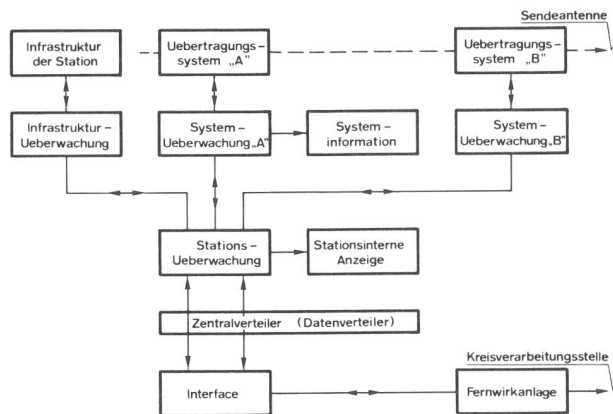 Sendeantenne
Infrastruktur
der Station
Uebertragungs-
system „A"
Uebertragungs-
system „B"
Infrastruktur-
Ueberwachung
System-
Ueberwachung„A"
System-
information
System-
Ueberwachung„B"
Stations-
Ueberwachung
Stationsinterne
Anzeige
Zentralverteiler (Datenverteiler)
Kreisverarbeitungsstelle
Interface
Fernwirkanlage